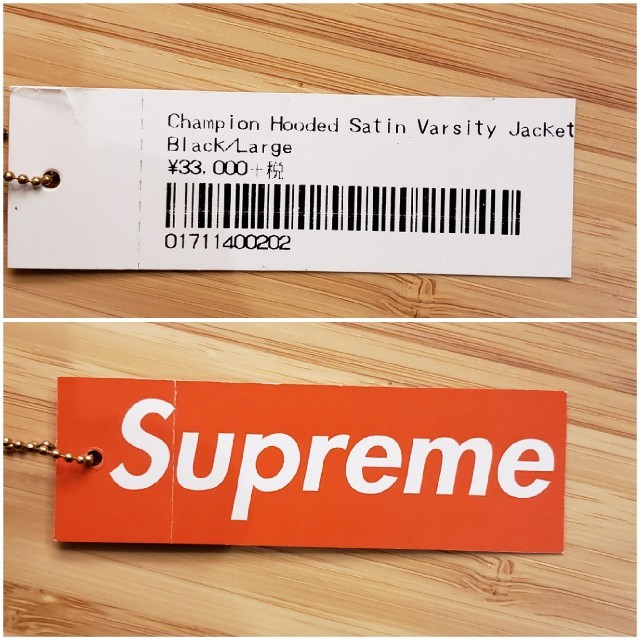 Champion Hooded Satin Varsity Jacket
Black/Large
¥33,000+税
01711400202
Supreme